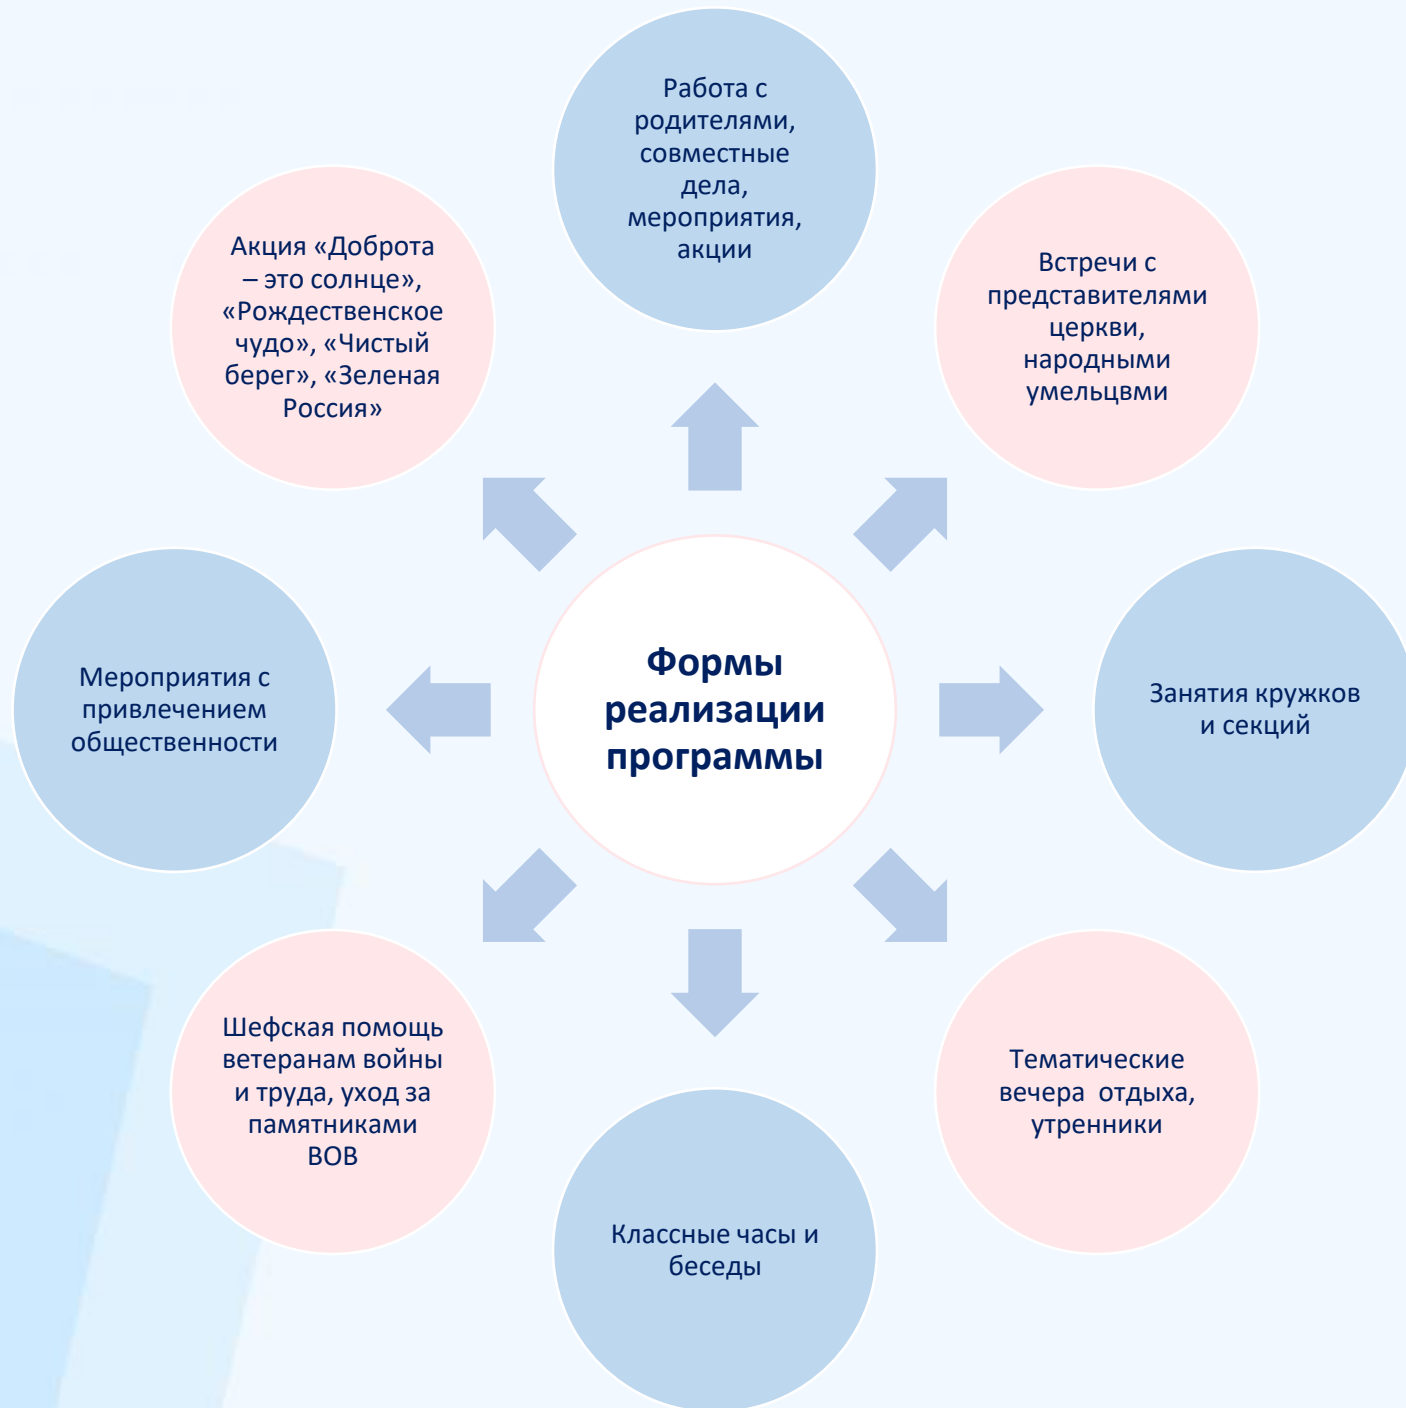 Работа с
родителями,
совместные
дела,
мероприятия,
акции
Акция «Доброта
– это солнце»,
«Рождественское
чудо», «Чистый
берег», «Зеленая
Россия»
Встречи с
представителями
церкви,
народными
умельцвми
Мероприятия с
привлечением
общественности
Формы
реализации
программы
Занятия кружков
и секций
Шефская помощь
ветеранам войны
и труда, уход за
памятниками
ВОВ
Тематические
вечера  отдыха,
утренники
Классные часы и
беседы